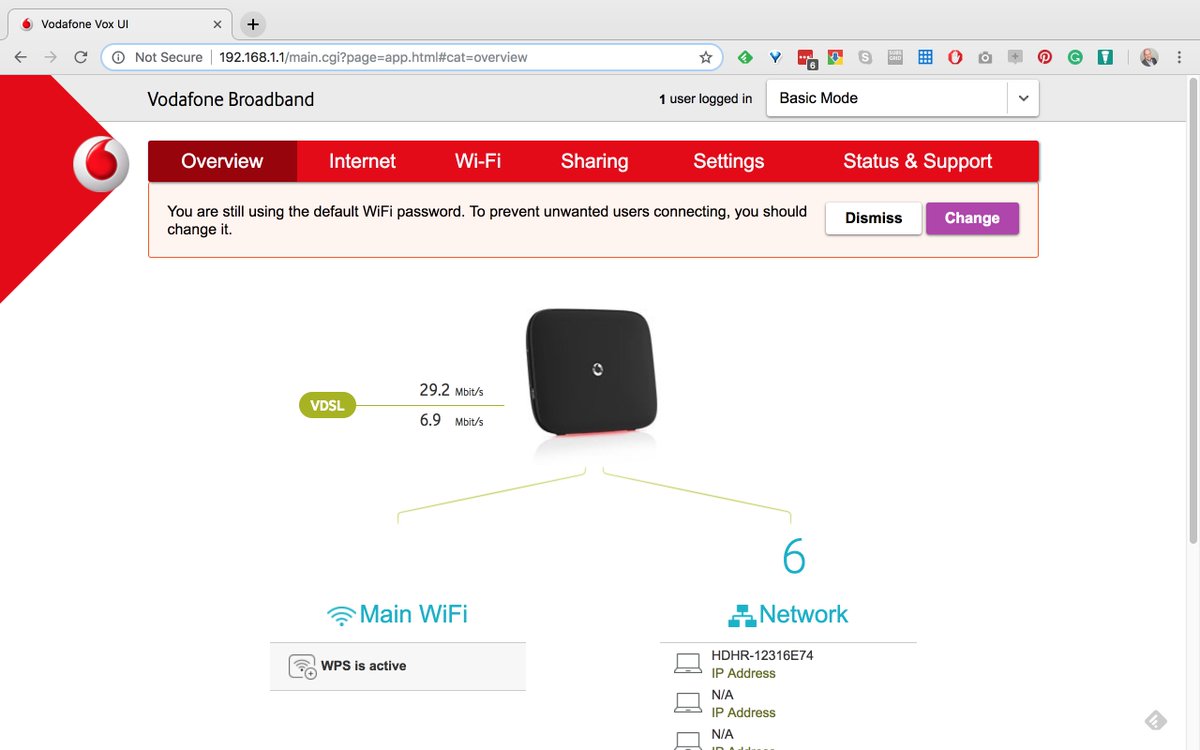 Vodafone Vox UI
Not Secure
192.168.1.1/main.cgi?page=app.html#cat=overview
6
Vodafone Broadband
1 user logged in
Basic Mode
Overview
Internet
Wi-Fi
Sharing
Settings
Status & Support
You are still using the default WiFi password. To prevent unwanted users connecting, you should
change it.
Dismiss
Change
VDSL
29.2 Mbit/s
6.9 Mbit/s
6
Main WiFi
Network
WPS is active
HDHR-12316E74
IP Address
N/A
IP Address
N/A
IP Address